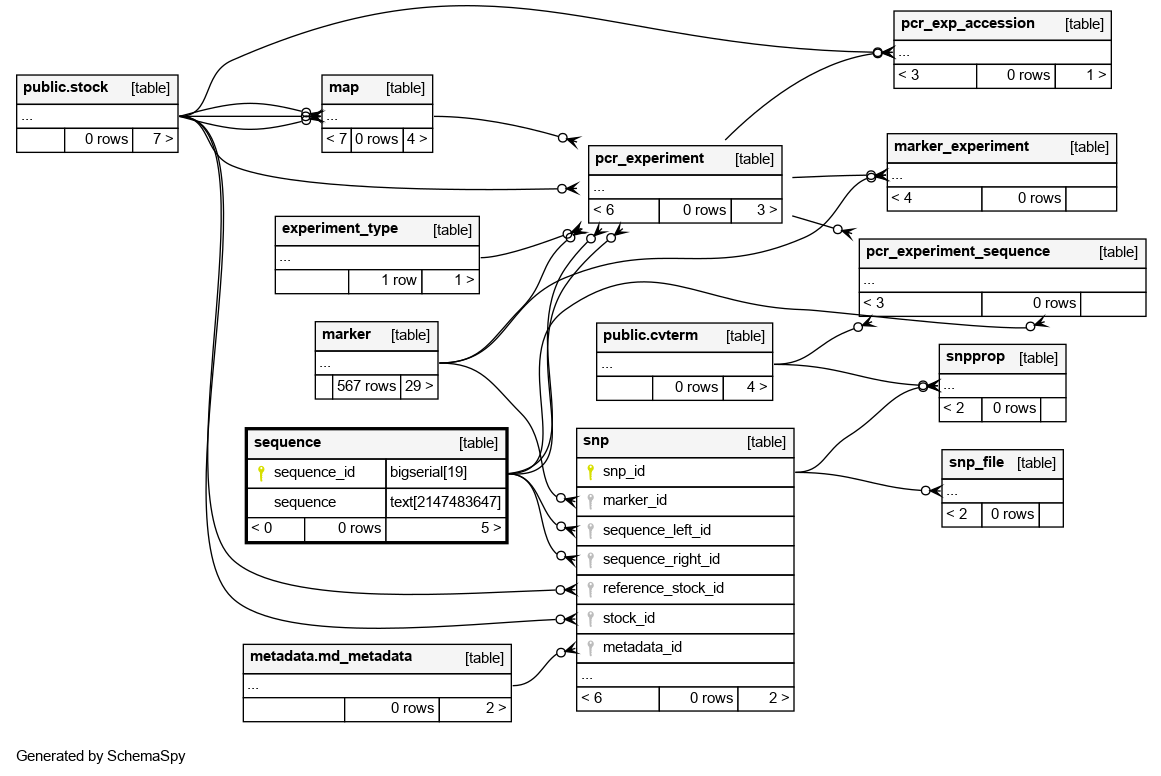 pcr_exp_accession [table]
...
< 3 0 rows 1 >
public.stock [table]
...
0 rows 7 >
map [table]
...
< 7 0 rows 4 >
pcr_experiment [table]
...
< 6 0 rows 3 >
marker_experiment [table]
...
< 4 0 rows
experiment_type [table]
...
1 row 1 >
pcr_experiment_sequence [table]
...
< 3 0 rows
marker [table]
...
567 rows 29 >
public.cvterm [table]
...
0 rows 4 >
snpprop [table]
...
< 2 0 rows
sequence [table]
sequence_id bigserial[19]
sequence text[2147483647]
< 0 0 rows 5 >
snp [table]
snp_id
marker_id
sequence_left_id
sequence_right_id
reference_stock_id
stock_id
metadata_id
...
< 6 0 rows 2 >
snp_file [table]
...
< 2 0 rows
metadata.md_metadata [table]
...
0 rows 2 >
Generated by SchemaSpy